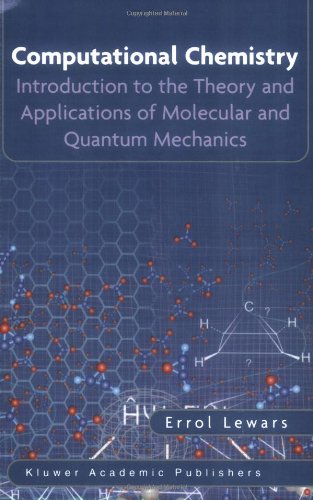 Computational Chemistry
Introduction to the Theory and
Applications of Molecular and
Quantum Mechanics
C
H
H
?
?
H
H
Errol Lewars
Kluwer Academic Publishers